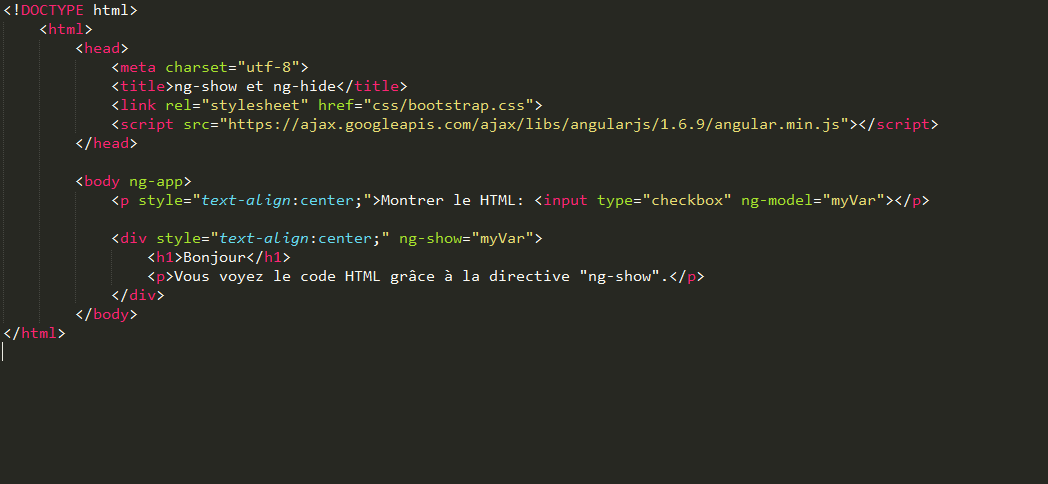 <!DOCTYPE html>
<html>
<head>
<meta charset="utf-8">
<title>ng-show et ng-hide</title>
<link rel="stylesheet" href="css/bootstrap.css">
<script src="https://ajax.googleapis.com/ajax/libs/angularjs/1.6.9/angular.min.js"></script>
</head>
<body ng-app>
<p style="text-align:center;">Montrer le HTML: <input type="checkbox" ng-model="myVar"></p>
<div style="text-align:center;" ng-show="myVar">
<h1>Bonjour</h1>
<p>Vous voyez le code HTML grâce à la directive "ng-show".</p>
</div>
</body>
</html>